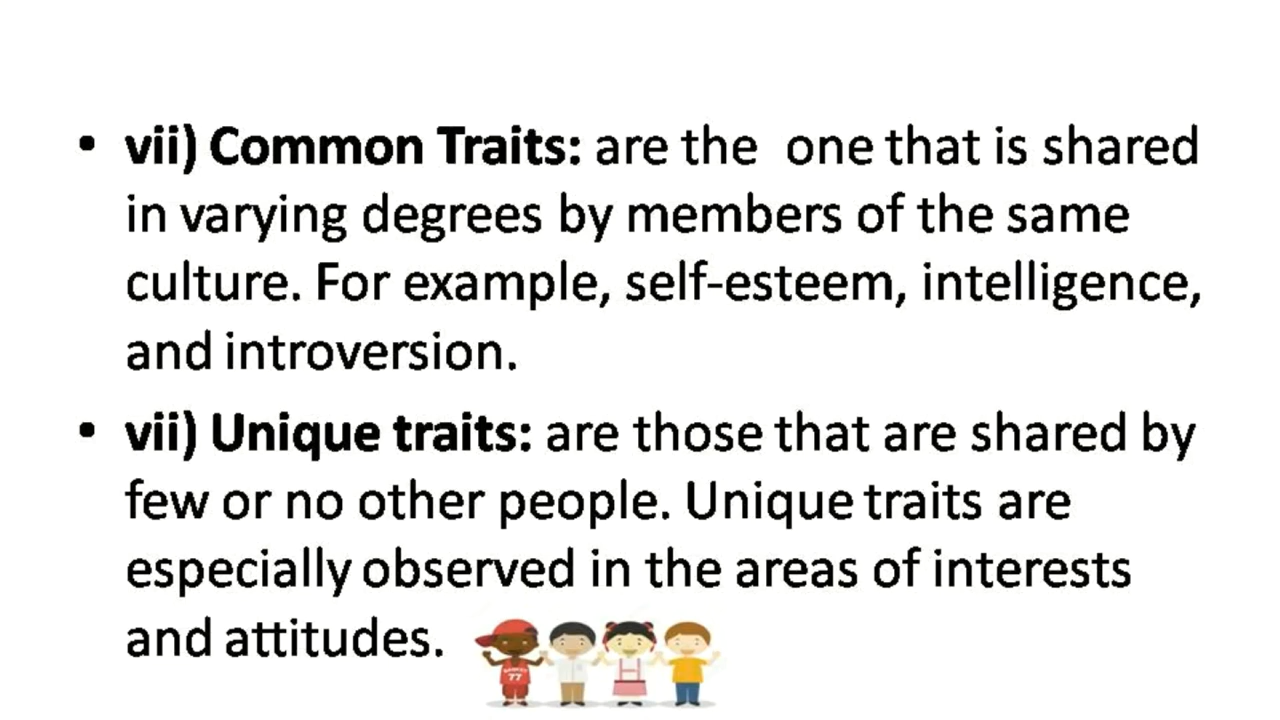 • vii) Common Traits: are the  one that is shared
in varying degrees by members of the same
culture. For example, self-esteem, intelligence,
and introversion.
• vii) Unique traits: are those that are shared by
few or no other people. Unique traits are
especially observed in the areas of interests
and attitudes.
77